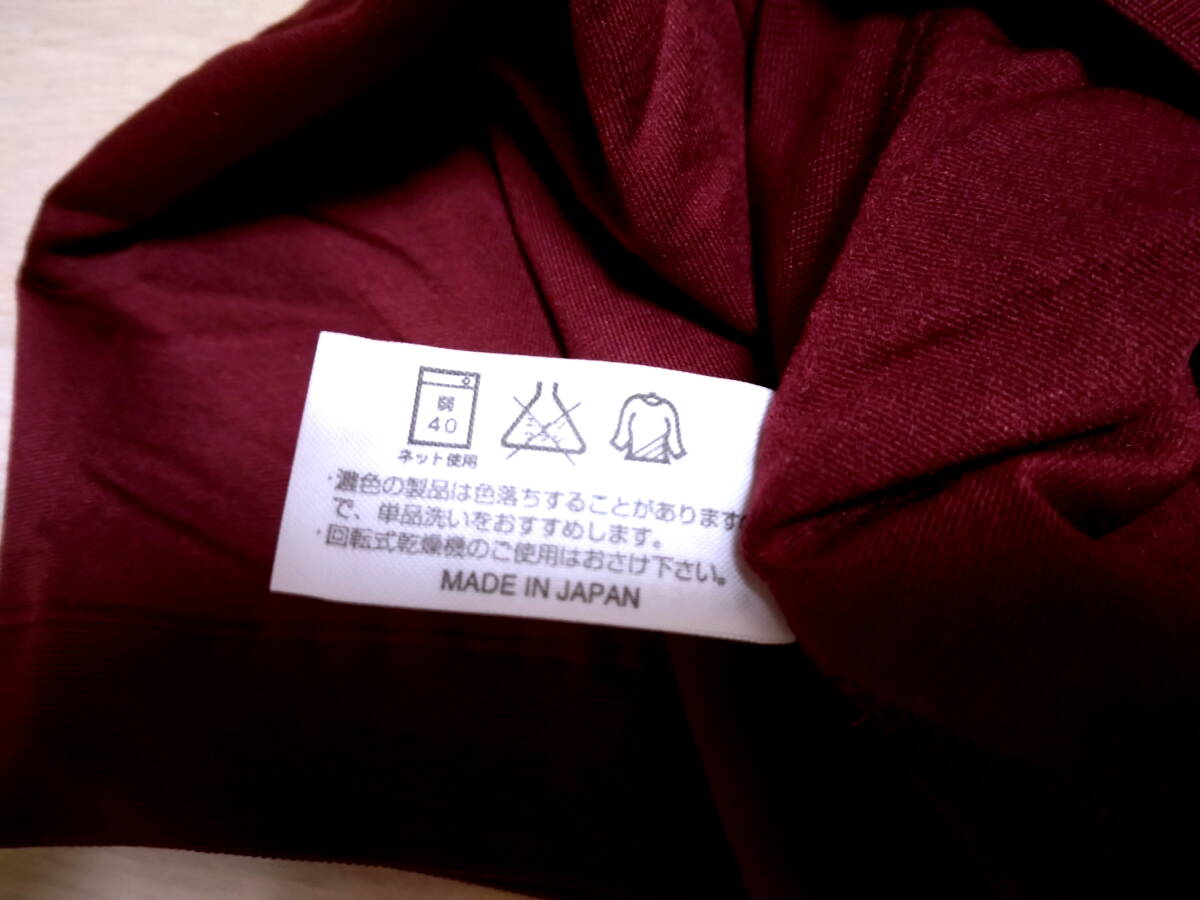 弱
40
ネット使用
・濃色の製品は色落ちすることがあります
で、単品洗いをおすすめします。
・回転式乾燥機のご使用はおさけ下さい。
MADE IN JAPAN